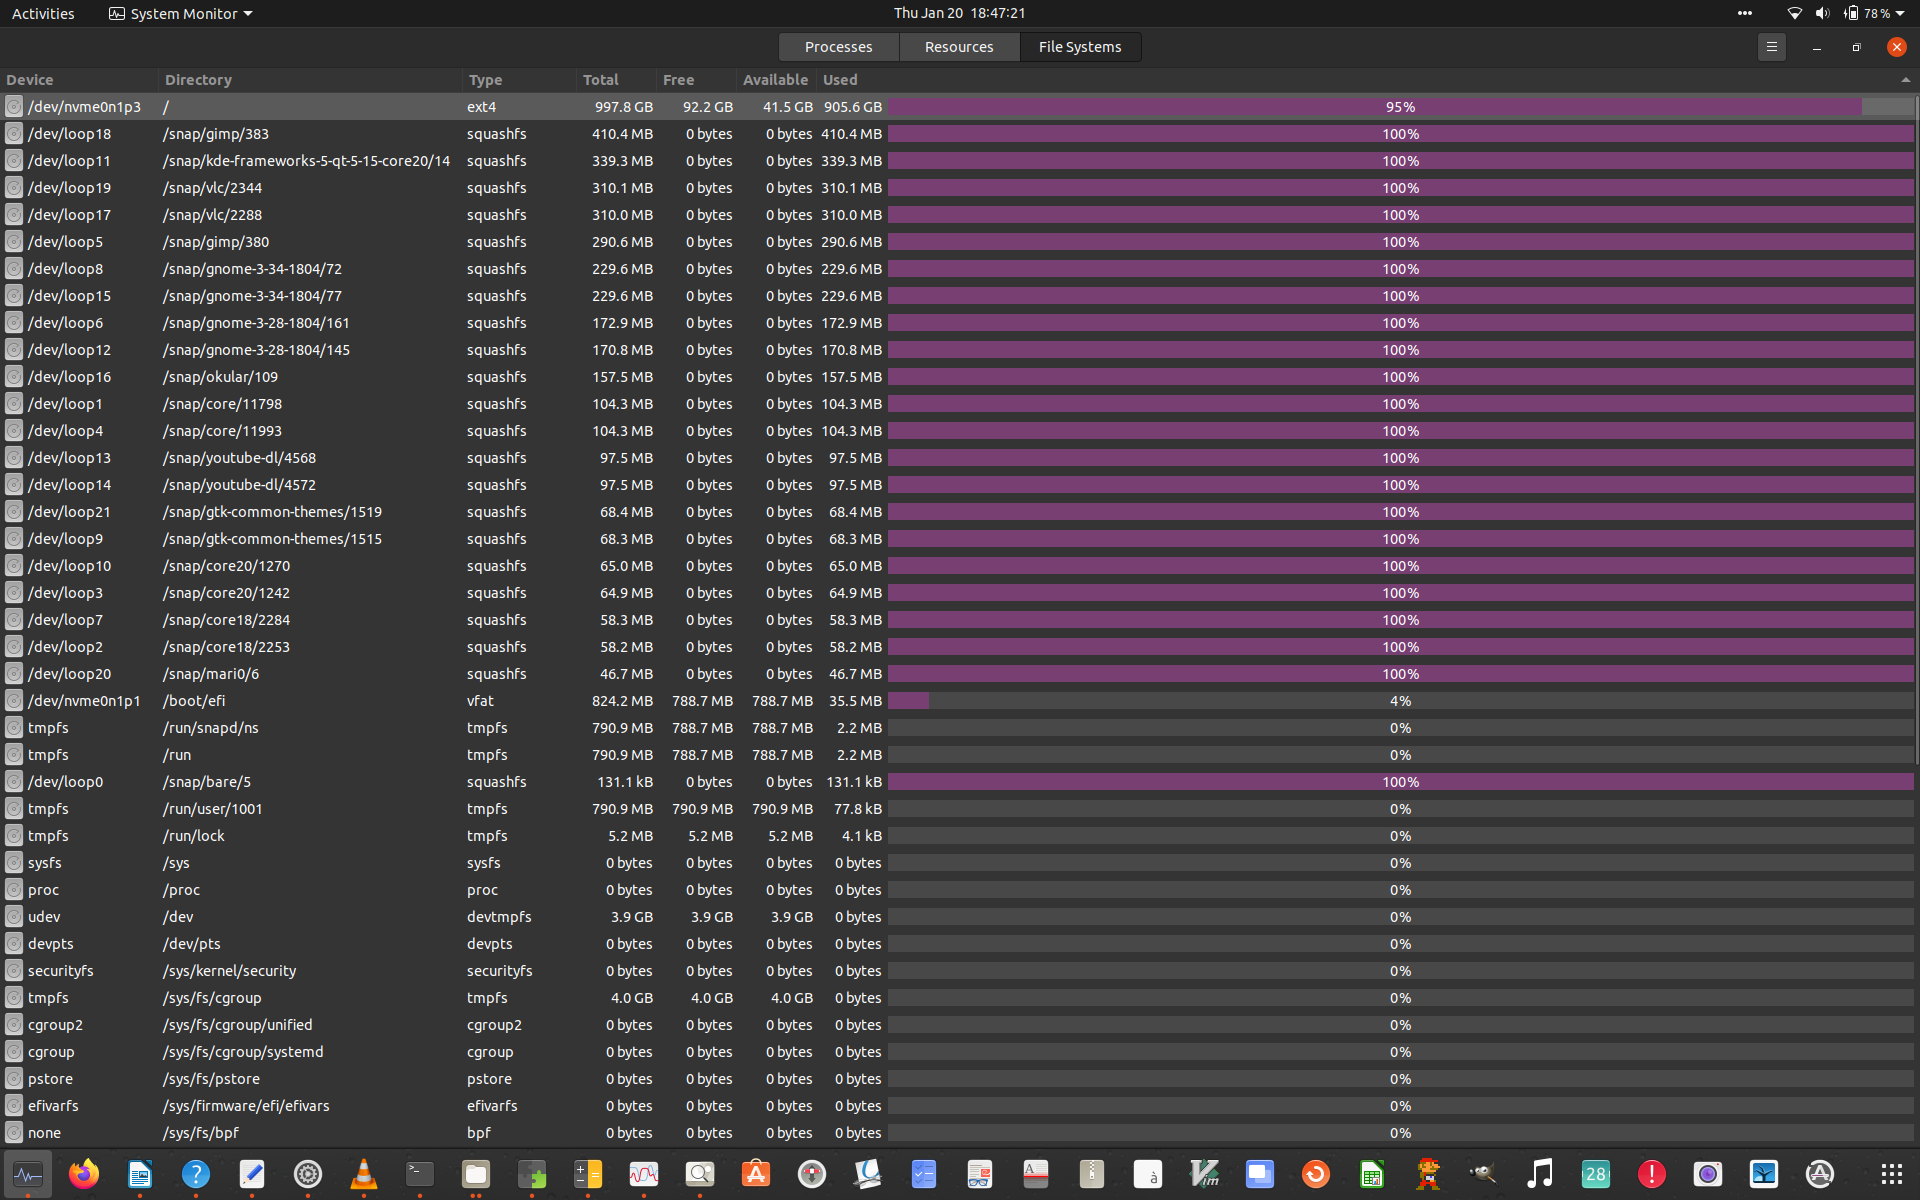 Activities System Monitor Thu Jan 20 18:47:21 78 %
Processes Resources File Systems
Device Directory Type Total Free Available Used
/dev/nvme0n1p3 / ext4 997.8 GB 92.2 GB 41.5 GB 905.6 GB 95%
/dev/loop18 /snap/gimp/383 squashfs 410.4 MB 0 bytes 0 bytes 410.4 MB 100%
/dev/loop11 /snap/kde-frameworks-5-qt-5-15-core20/14 squashfs 339.3 MB 0 bytes 0 bytes 339.3 MB 100%
/dev/loop19 /snap/vlc/2344 squashfs 310.1 MB 0 bytes 0 bytes 310.1 MB 100%
/dev/loop17 /snap/vlc/2288 squashfs 310.0 MB 0 bytes 0 bytes 310.0 MB 100%
/dev/loop5 /snap/gimp/380 squashfs 290.6 MB 0 bytes 0 bytes 290.6 MB 100%
/dev/loop8 /snap/gnome-3-34-1804/72 squashfs 229.6 MB 0 bytes 0 bytes 229.6 MB 100%
/dev/loop15 /snap/gnome-3-34-1804/77 squashfs 229.6 MB 0 bytes 0 bytes 229.6 MB 100%
/dev/loop6 /snap/gnome-3-28-1804/161 squashfs 172.9 MB 0 bytes 0 bytes 172.9 MB 100%
/dev/loop12 /snap/gnome-3-28-1804/145 squashfs 170.8 MB 0 bytes 0 bytes 170.8 MB 100%
/dev/loop16 /snap/okular/109 squashfs 157.5 MB 0 bytes 0 bytes 157.5 MB 100%
/dev/loop1 /snap/core/11798 squashfs 104.3 MB 0 bytes 0 bytes 104.3 MB 100%
/dev/loop4 /snap/core/11993 squashfs 104.3 MB 0 bytes 0 bytes 104.3 MB 100%
/dev/loop13 /snap/youtube-dl/4568 squashfs 97.5 MB 0 bytes 0 bytes 97.5 MB 100%
/dev/loop14 /snap/youtube-dl/4572 squashfs 97.5 MB 0 bytes 0 bytes 97.5 MB 100%
/dev/loop21 /snap/gtk-common-themes/1519 squashfs 68.4 MB 0 bytes 0 bytes 68.4 MB 100%
/dev/loop9 /snap/gtk-common-themes/1515 squashfs 68.3 MB 0 bytes 0 bytes 68.3 MB 100%
/dev/loop10 /snap/core20/1270 squashfs 65.0 MB 0 bytes 0 bytes 65.0 MB 100%
/dev/loop3 /snap/core20/1242 squashfs 64.9 MB 0 bytes 0 bytes 64.9 MB 100%
/dev/loop7 /snap/core18/2284 squashfs 58.3 MB 0 bytes 0 bytes 58.3 MB 100%
/dev/loop2 /snap/core18/2253 squashfs 58.2 MB 0 bytes 0 bytes 58.2 MB 100%
/dev/loop20 /snap/mari0/6 squashfs 46.7 MB 0 bytes 0 bytes 46.7 MB 100%
/dev/nvme0n1p1 /boot/efi vfat 824.2 MB 788.7 MB 788.7 MB 35.5 MB 4%
tmpfs /run/snapd/ns tmpfs 790.9 MB 788.7 MB 788.7 MB 2.2 MB 0%
tmpfs /run tmpfs 790.9 MB 788.7 MB 788.7 MB 2.2 MB 0%
/dev/loop0 /snap/bare/5 squashfs 131.1 kB 0 bytes 0 bytes 131.1 kB 100%
tmpfs /run/user/1001 tmpfs 790.9 MB 790.9 MB 790.9 MB 77.8 kB 0%
tmpfs /run/lock tmpfs 5.2 MB 5.2 MB 5.2 MB 4.1 kB 0%
sysfs /sys sysfs 0 bytes 0 bytes 0 bytes 0 bytes 0%
proc /proc proc 0 bytes 0 bytes 0 bytes 0 bytes 0%
udev /dev devtmpfs 3.9 GB 3.9 GB 3.9 GB 0 bytes 0%
devpts /dev/pts devpts 0 bytes 0 bytes 0 bytes 0 bytes 0%
securityfs /sys/kernel/security securityfs 0 bytes 0 bytes 0 bytes 0 bytes 0%
tmpfs /sys/fs/cgroup tmpfs 4.0 GB 4.0 GB 4.0 GB 0 bytes 0%
cgroup2 /sys/fs/cgroup/unified cgroup2 0 bytes 0 bytes 0 bytes 0 bytes 0%
cgroup /sys/fs/cgroup/systemd cgroup 0 bytes 0 bytes 0 bytes 0 bytes 0%
pstore /sys/fs/pstore pstore 0 bytes 0 bytes 0 bytes 0 bytes 0%
efivarfs /sys/firmware/efi/efivars efivarfs 0 bytes 0 bytes 0 bytes 0 bytes 0%
none /sys/fs/bpf bpf 0 bytes 0 bytes 0 bytes 0 bytes 0%
? >_ A à Vim 28 !